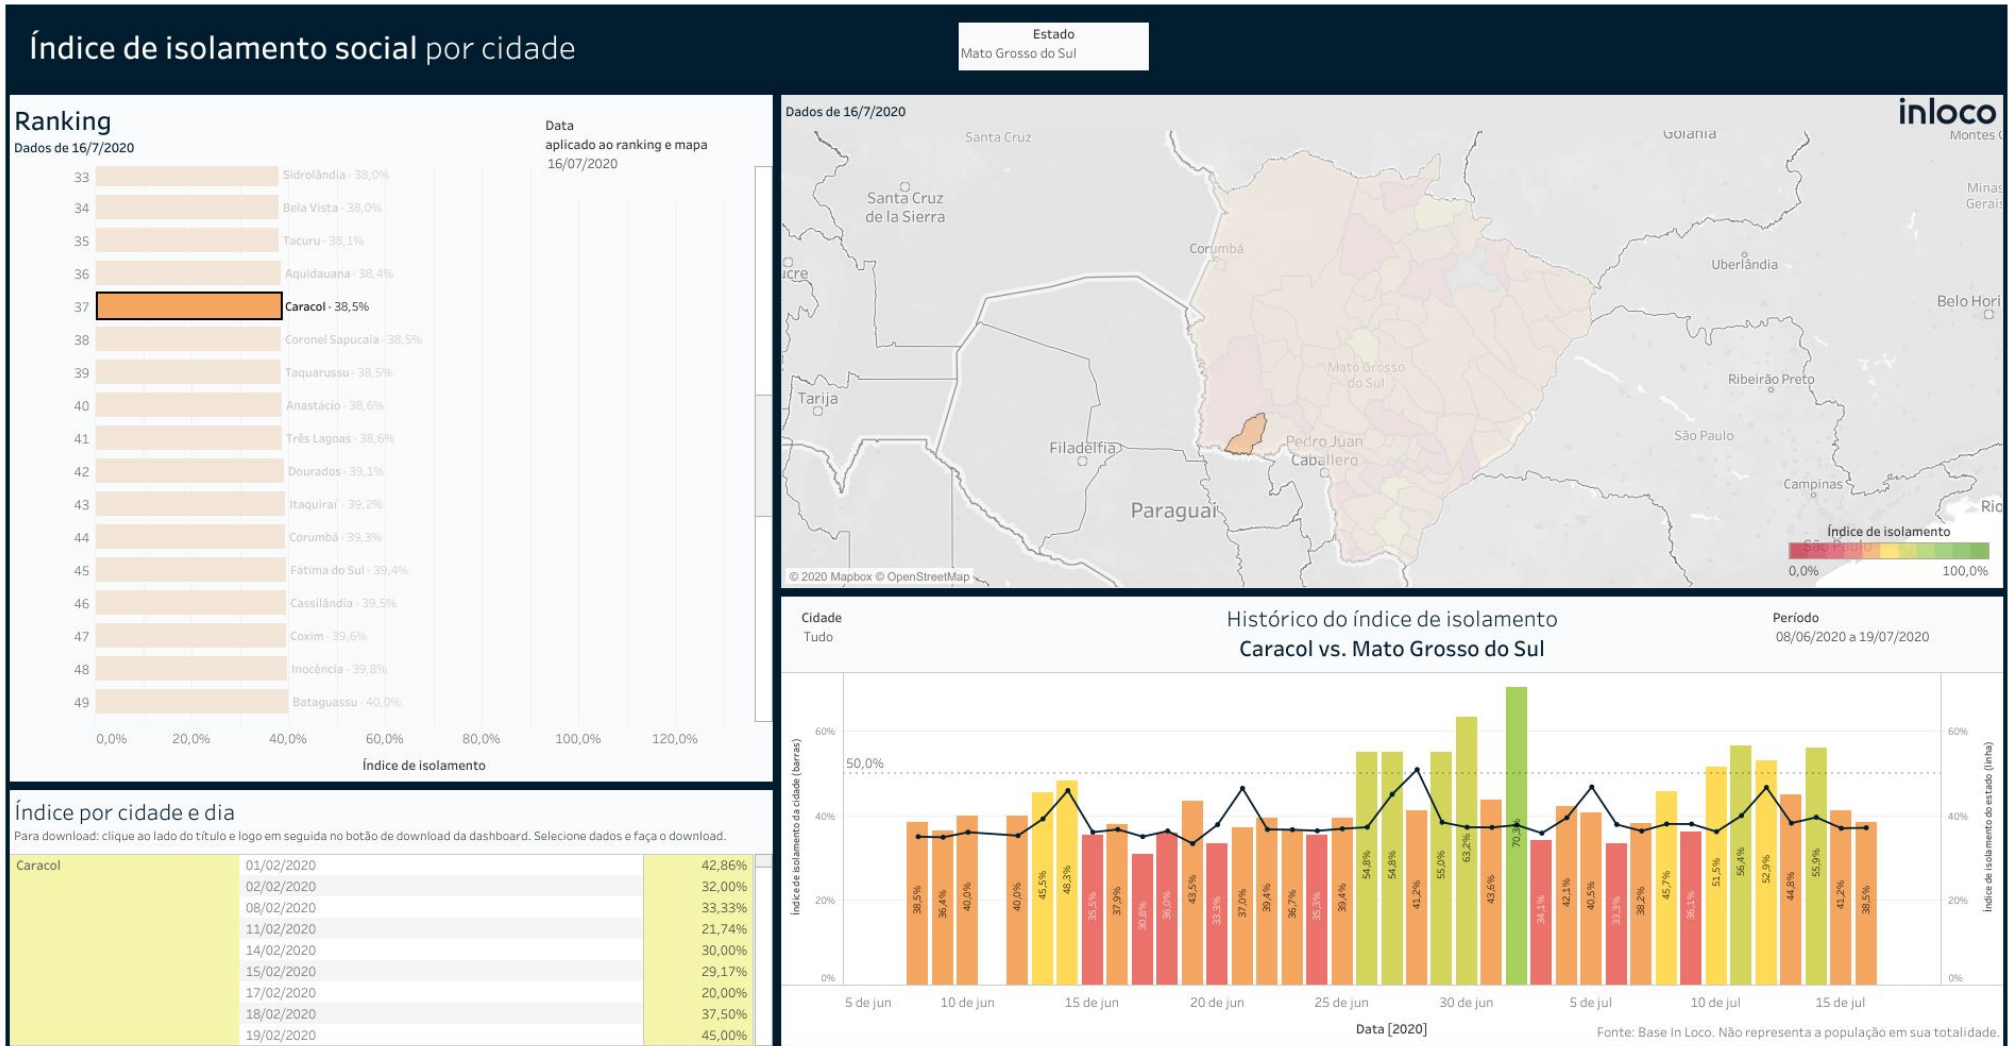 Índice de isolamento social por cidade
Estado
Mato Grosso do Sul
Ranking
Dados de 16/7/2020
Data
aplicado ao ranking e mapa
16/07/2020
33 Sidrolândia - 38,0%
34 Bela Vista - 38,0%
35 Tacuru - 38,1%
36 Aquidauana - 38,4%
37 Caracol - 38,5%
38 Coronel Sapucaia - 38,5%
39 Taquarussu - 38,5%
40 Anastácio - 38,6%
41 Três Lagoas - 38,6%
42 Dourados - 39,1%
43 Itaquiraí - 39,2%
44 Corumbá - 39,3%
45 Fátima do Sul - 39,4%
46 Cassilândia - 39,5%
47 Coxim - 39,6%
48 Inocência - 39,8%
49 Bataguassu - 40,0%
0,0% 20,0% 40,0% 60,0% 80,0% 100,0% 120,0%
Índice de isolamento
Índice por cidade e dia
Para download: clique ao lado do título e logo em seguida no botão de download da dashboard. Selecione dados e faça o download.
Caracol 01/02/2020 42,86%
02/02/2020 32,00%
08/02/2020 33,33%
11/02/2020 21,74%
14/02/2020 30,00%
15/02/2020 29,17%
17/02/2020 20,00%
18/02/2020 37,50%
19/02/2020 45,00%
Dados de 16/7/2020
inloco
Santa Cruz
Goiânia
Montes C
Santa Cruz
de la Sierra
Minas
Gerais
Corumbá
ucre
Uberlândia
Belo Hori
Mato Grosso
do Sul
Ribeirão Preto
Tarija
Filadélfia
Pedro Juan
Caballero
São Paulo
Campinas
Paraguai
Rio
Índice de isolamento
São Paulo
0,0% 100,0%
© 2020 Mapbox © OpenStreetMap
Cidade
Tudo
Histórico do índice de isolamento
Caracol vs. Mato Grosso do Sul
Período
08/06/2020 a 19/07/2020
Índice de isolamento da cidade (barras)
60%
50,0%
40%
20%
0%
38,5% 36,4% 40,0% 40,0% 45,5% 48,3% 35,5% 37,9% 30,8% 36,0% 43,5% 33,3% 37,0% 39,4% 36,7% 35,3% 39,4% 54,8% 54,8% 41,2% 55,0% 63,2% 43,6% 70,3% 34,1% 42,1% 40,5% 33,3% 38,2% 45,7% 36,1% 51,5% 56,4% 52,9% 44,8% 55,9% 41,2% 38,5%
60%
40%
20%
0%
Índice de isolamento do estado (linha)
5 de jun 10 de jun 15 de jun 20 de jun 25 de jun 30 de jun 5 de jul 10 de jul 15 de jul
Data [2020]
Fonte: Base In Loco. Não representa a população em sua totalidade.